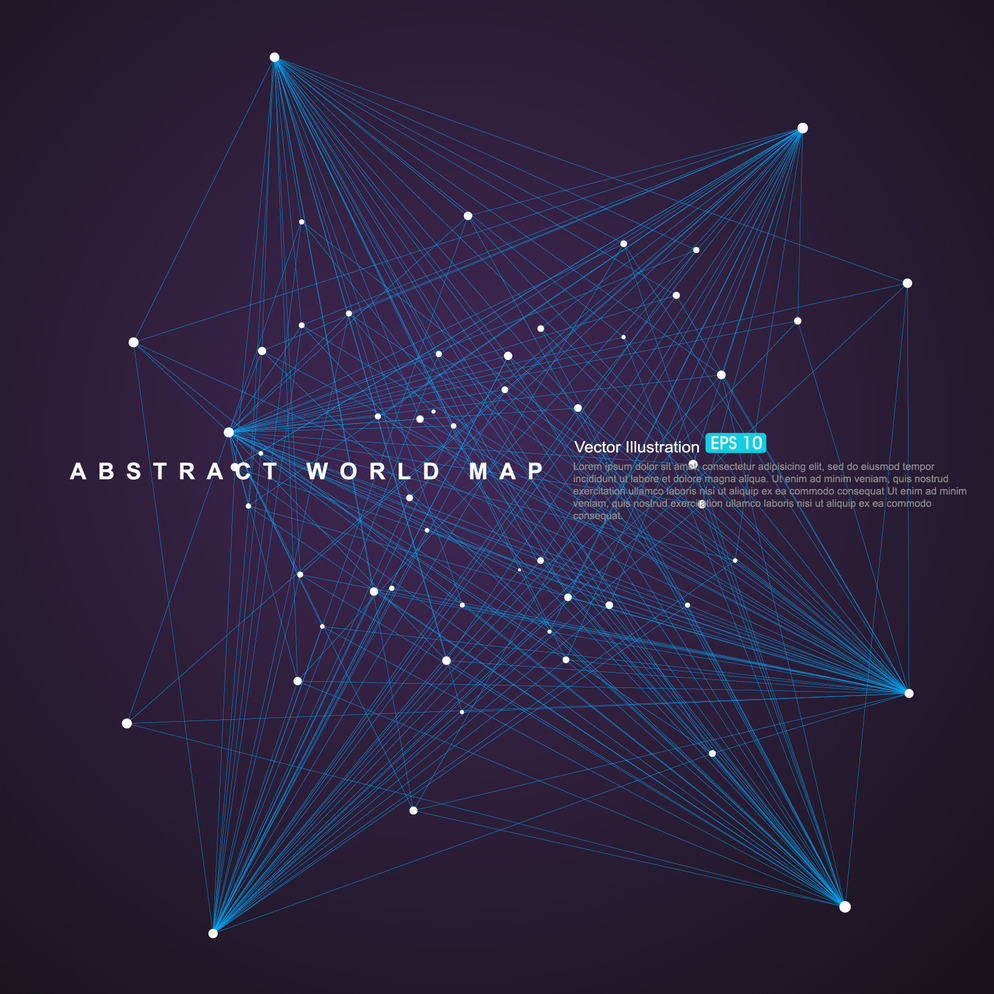 ABSTRACT WORLD MAP
Vector Illustration EPS 10
Lorem ipsum dolor sit amet, consectetur adipisicing elit, sed do eiusmod tempor
incididunt ut labore et dolore magna aliqua. Ut enim ad minim veniam, quis nostrud
exercitation ullamco laboris nisi ut aliquip ex ea commodo consequat Ut enim ad minim
veniam, quis nostrud exercitation ullamco laboris nisi ut aliquip ex ea commodo
consequat.